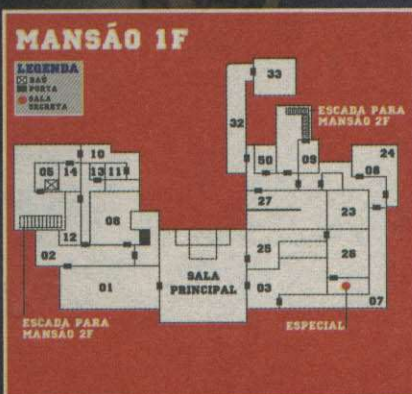 MANSÃO 1F
LEGENDA
BAÚ
PORTA
SALA
SECRETA
33
ESCADA PARA
MANSÃO 2F
32
10
05 14 13 11
50 09
24
08
27
06
23
12
02
25
26
SALA
PRINCIPAL
01
03
07
ESCADA PARA
MANSÃO 2F
ESPECIAL